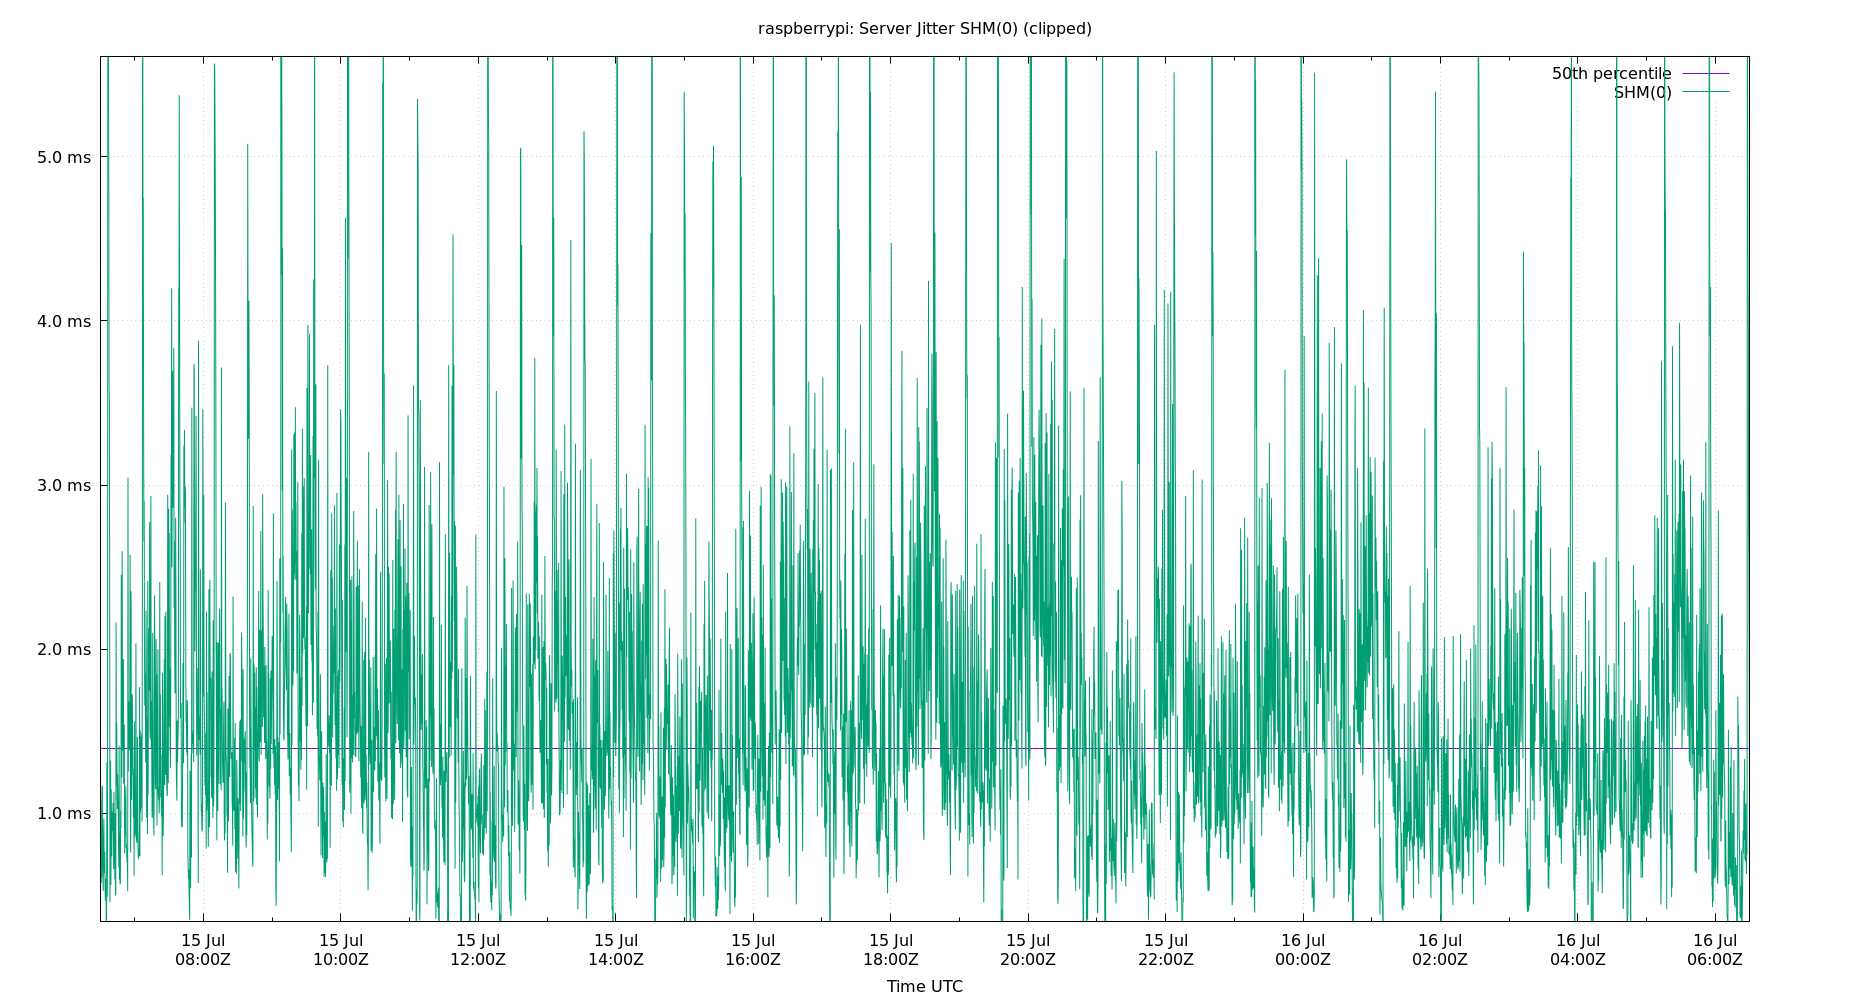 raspberrypi: Server Jitter SHM(0) (clipped)
50th percentile
SHM(0)
5.0 ms
4.0 ms
3.0 ms
2.0 ms
1.0 ms
15 Jul 15 Jul 15 Jul 15 Jul 15 Jul 15 Jul 15 Jul 15 Jul 16 Jul 16 Jul 16 Jul 16 Jul
08:00Z 10:00Z 12:00Z 14:00Z 16:00Z 18:00Z 20:00Z 22:00Z 00:00Z 02:00Z 04:00Z 06:00Z
Time UTC